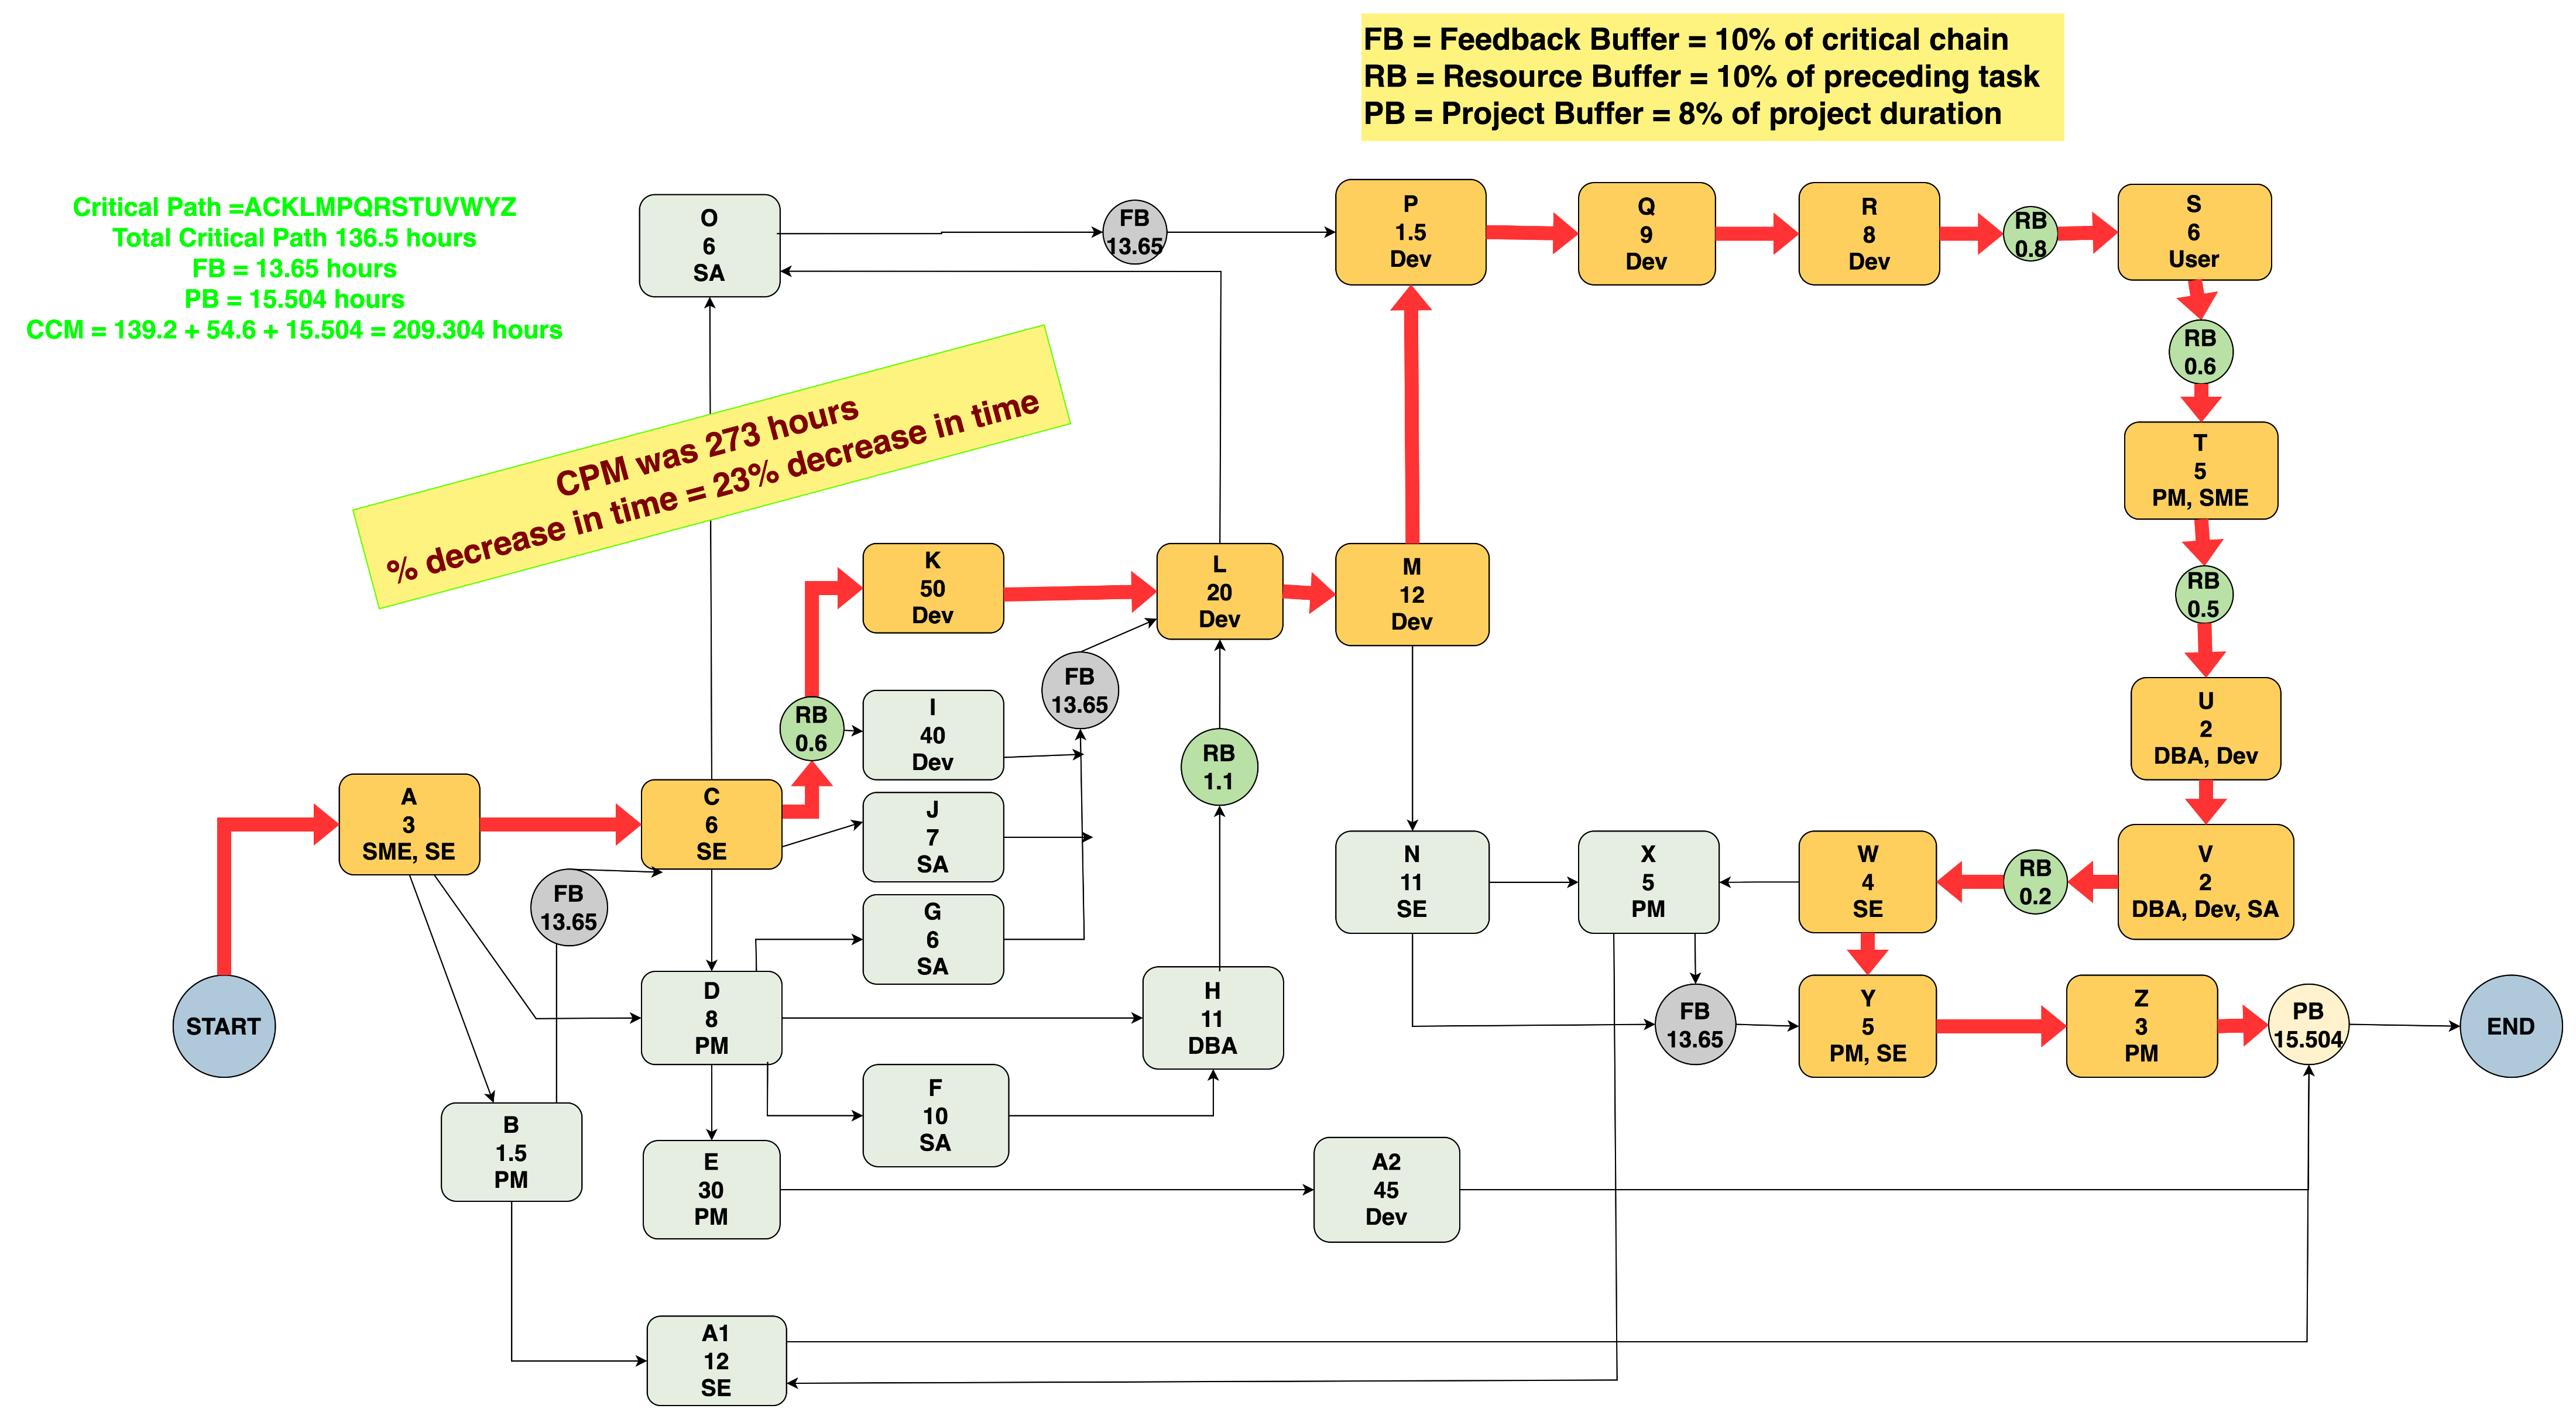 FB = Feedback Buffer = 10% of critical chain
RB = Resource Buffer = 10% of preceding task
PB = Project Buffer = 8% of project duration
Critical Path =ACKLMPQRSTUVWYZ
Total Critical Path 136.5 hours
FB = 13.65 hours
PB = 15.504 hours
CCM = 139.2 + 54.6 + 15.504 = 209.304 hours
O
6
SA
FB
13.65
P
1.5
Dev
Q
9
Dev
R
8
Dev
RB
0.8
S
6
User
RB
0.6
CPM was 273 hours
% decrease in time = 23% decrease in time
T
5
PM, SME
K
50
Dev
L
20
Dev
M
12
Dev
RB
0.5
FB
13.65
I
40
Dev
RB
0.6
RB
1.1
U
2
DBA, Dev
A
3
SME, SE
C
6
SE
J
7
SA
FB
13.65
G
6
SA
N
11
SE
X
5
PM
W
4
SE
RB
0.2
V
2
DBA, Dev, SA
START
D
8
PM
H
11
DBA
FB
13.65
Y
5
PM, SE
Z
3
PM
PB
15.504
END
B
1.5
PM
F
10
SA
E
30
PM
A2
45
Dev
A1
12
SE